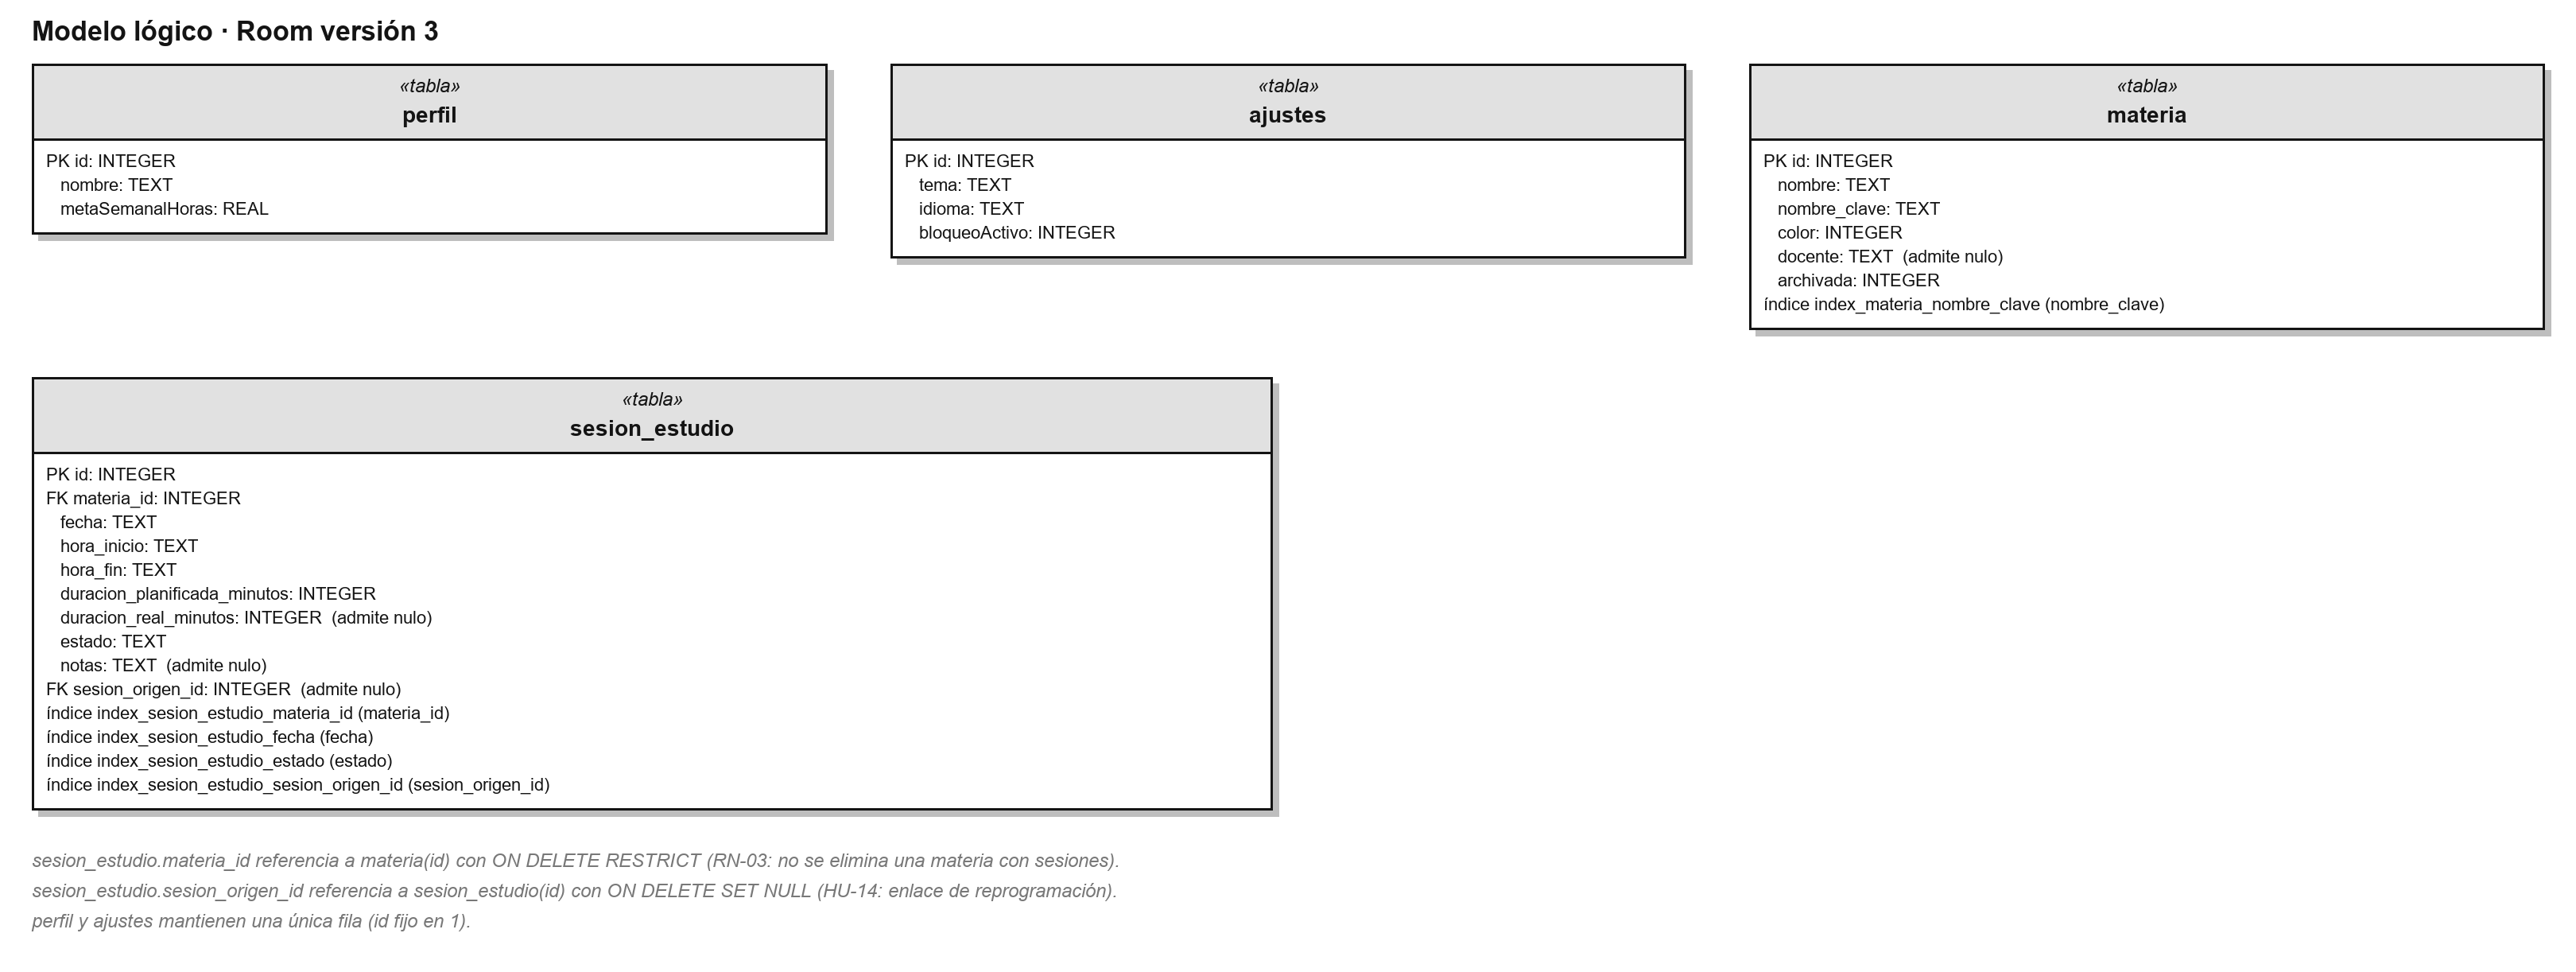 Modelo lógico · Room versión 3
«tabla»
perfil
PK id: INTEGER
nombre: TEXT
metaSemanalHoras: REAL
«tabla»
ajustes
PK id: INTEGER
tema: TEXT
idioma: TEXT
bloqueoActivo: INTEGER
«tabla»
materia
PK id: INTEGER
nombre: TEXT
nombre_clave: TEXT
color: INTEGER
docente: TEXT (admite nulo)
archivada: INTEGER
índice index_materia_nombre_clave (nombre_clave)
«tabla»
sesion_estudio
PK id: INTEGER
FK materia_id: INTEGER
fecha: TEXT
hora_inicio: TEXT
hora_fin: TEXT
duracion_planificada_minutos: INTEGER
duracion_real_minutos: INTEGER (admite nulo)
estado: TEXT
notas: TEXT (admite nulo)
FK sesion_origen_id: INTEGER (admite nulo)
índice index_sesion_estudio_materia_id (materia_id)
índice index_sesion_estudio_fecha (fecha)
índice index_sesion_estudio_estado (estado)
índice index_sesion_estudio_sesion_origen_id (sesion_origen_id)
sesion_estudio.materia_id referencia a materia(id) con ON DELETE RESTRICT (RN-03: no se elimina una materia con sesiones).
sesion_estudio.sesion_origen_id referencia a sesion_estudio(id) con ON DELETE SET NULL (HU-14: enlace de reprogramación).
perfil y ajustes mantienen una única fila (id fijo en 1).